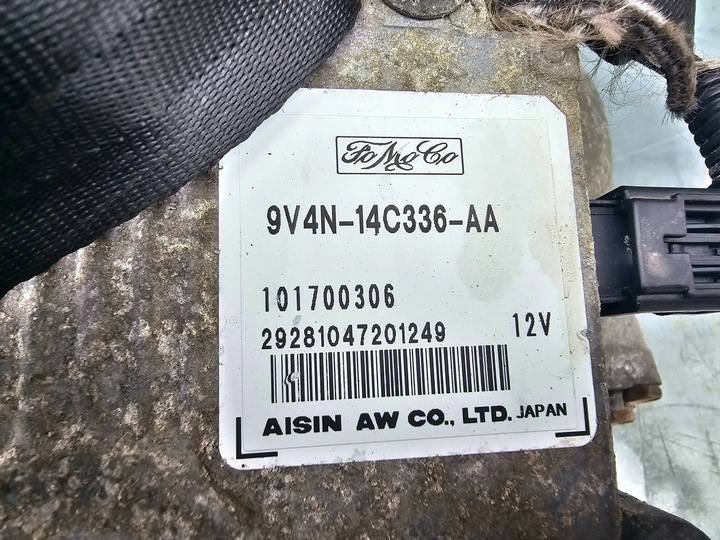 FoMoCo
9V4N-14C336-AA
101700306
29281047201249 12V
AISIN AW CO., LTD. JAPAN